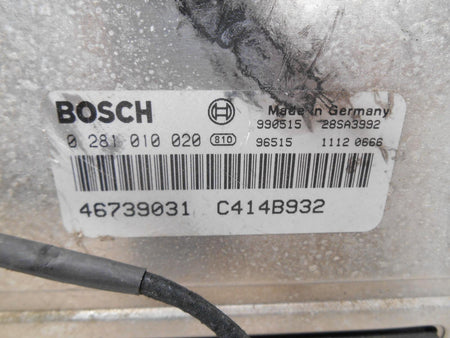 BOSCH
Made in Germany
990515 28SA3992
0 281 010 020 810 96515 1112 0666
46739031 C414B932